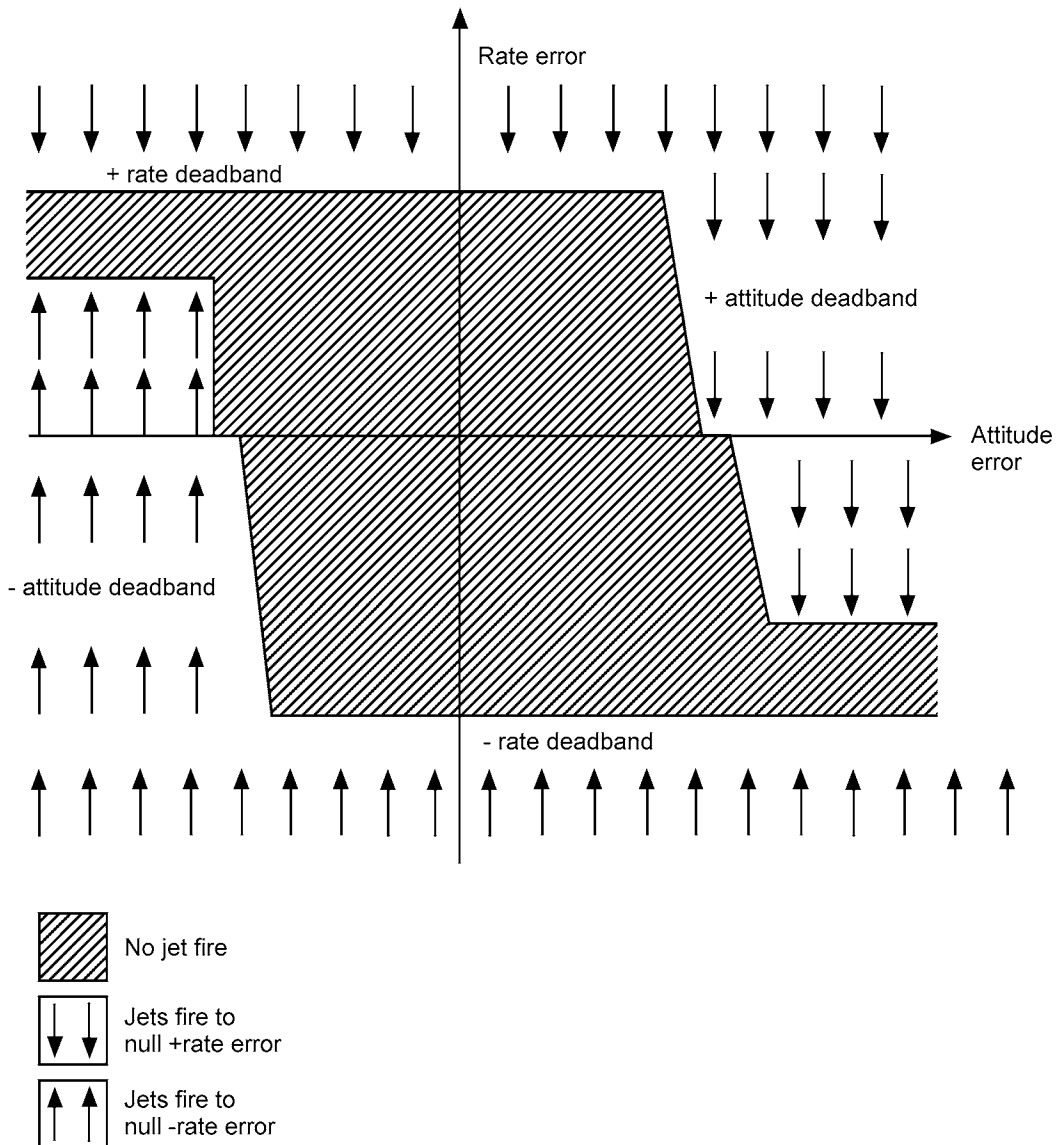 Rate error
+ rate deadband
+ attitude deadband
Attitude
error
- attitude deadband
- rate deadband
No jet fire
Jets fire to
null +rate error
Jets fire to
null -rate error